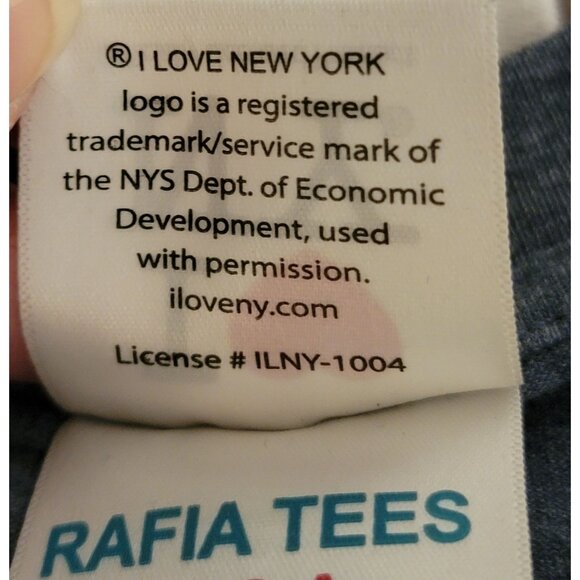 ® I LOVE NEW YORK
logo is a registered
trademark/service mark of
the NYS Dept. of Economic
Development, used
with permission.
iloveny.com
License # ILNY-1004
RAFIA TEES